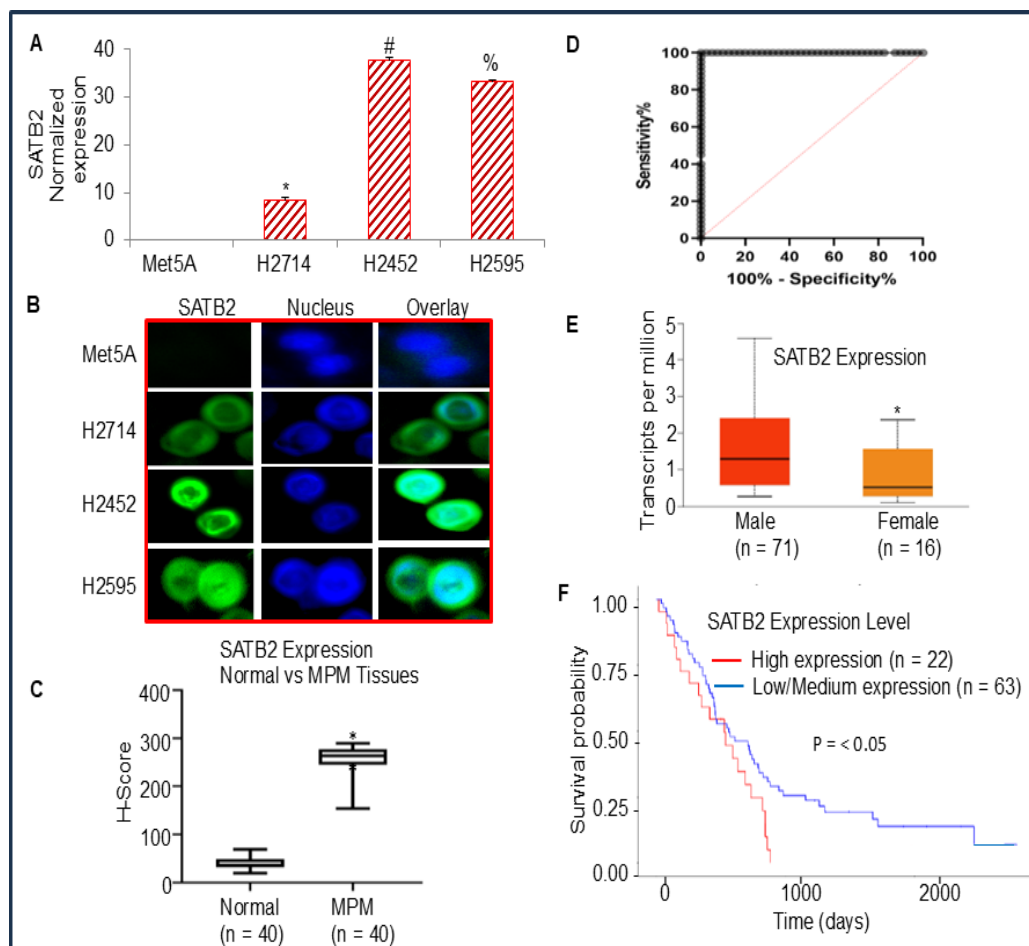 A
SATB2
Normalized
expression
40
30
20
10
0
*
#
%
Met5A
H2714
H2452
H2595
B
SATB2
Nucleus
Overlay
Met5A
H2714
H2452
H2595
C
SATB2 Expression
Normal vs MPM Tissues
H-Score
400
300
200
100
0
*
Normal
(n = 40)
MPM
(n = 40)
D
Sensitivity%
100
80
60
40
20
0
0
20
40
60
80
100
100% - Specificity%
E
Transcripts per million
SATB2 Expression
5
4
3
2
1
0
*
Male
(n = 71)
Female
(n = 16)
F
Survival probability
1.00
0.75
0.50
0.25
0.00
SATB2 Expression Level
High expression (n = 22)
Low/Medium expression (n = 63)
P = < 0.05
0
1000
2000
Time (days)